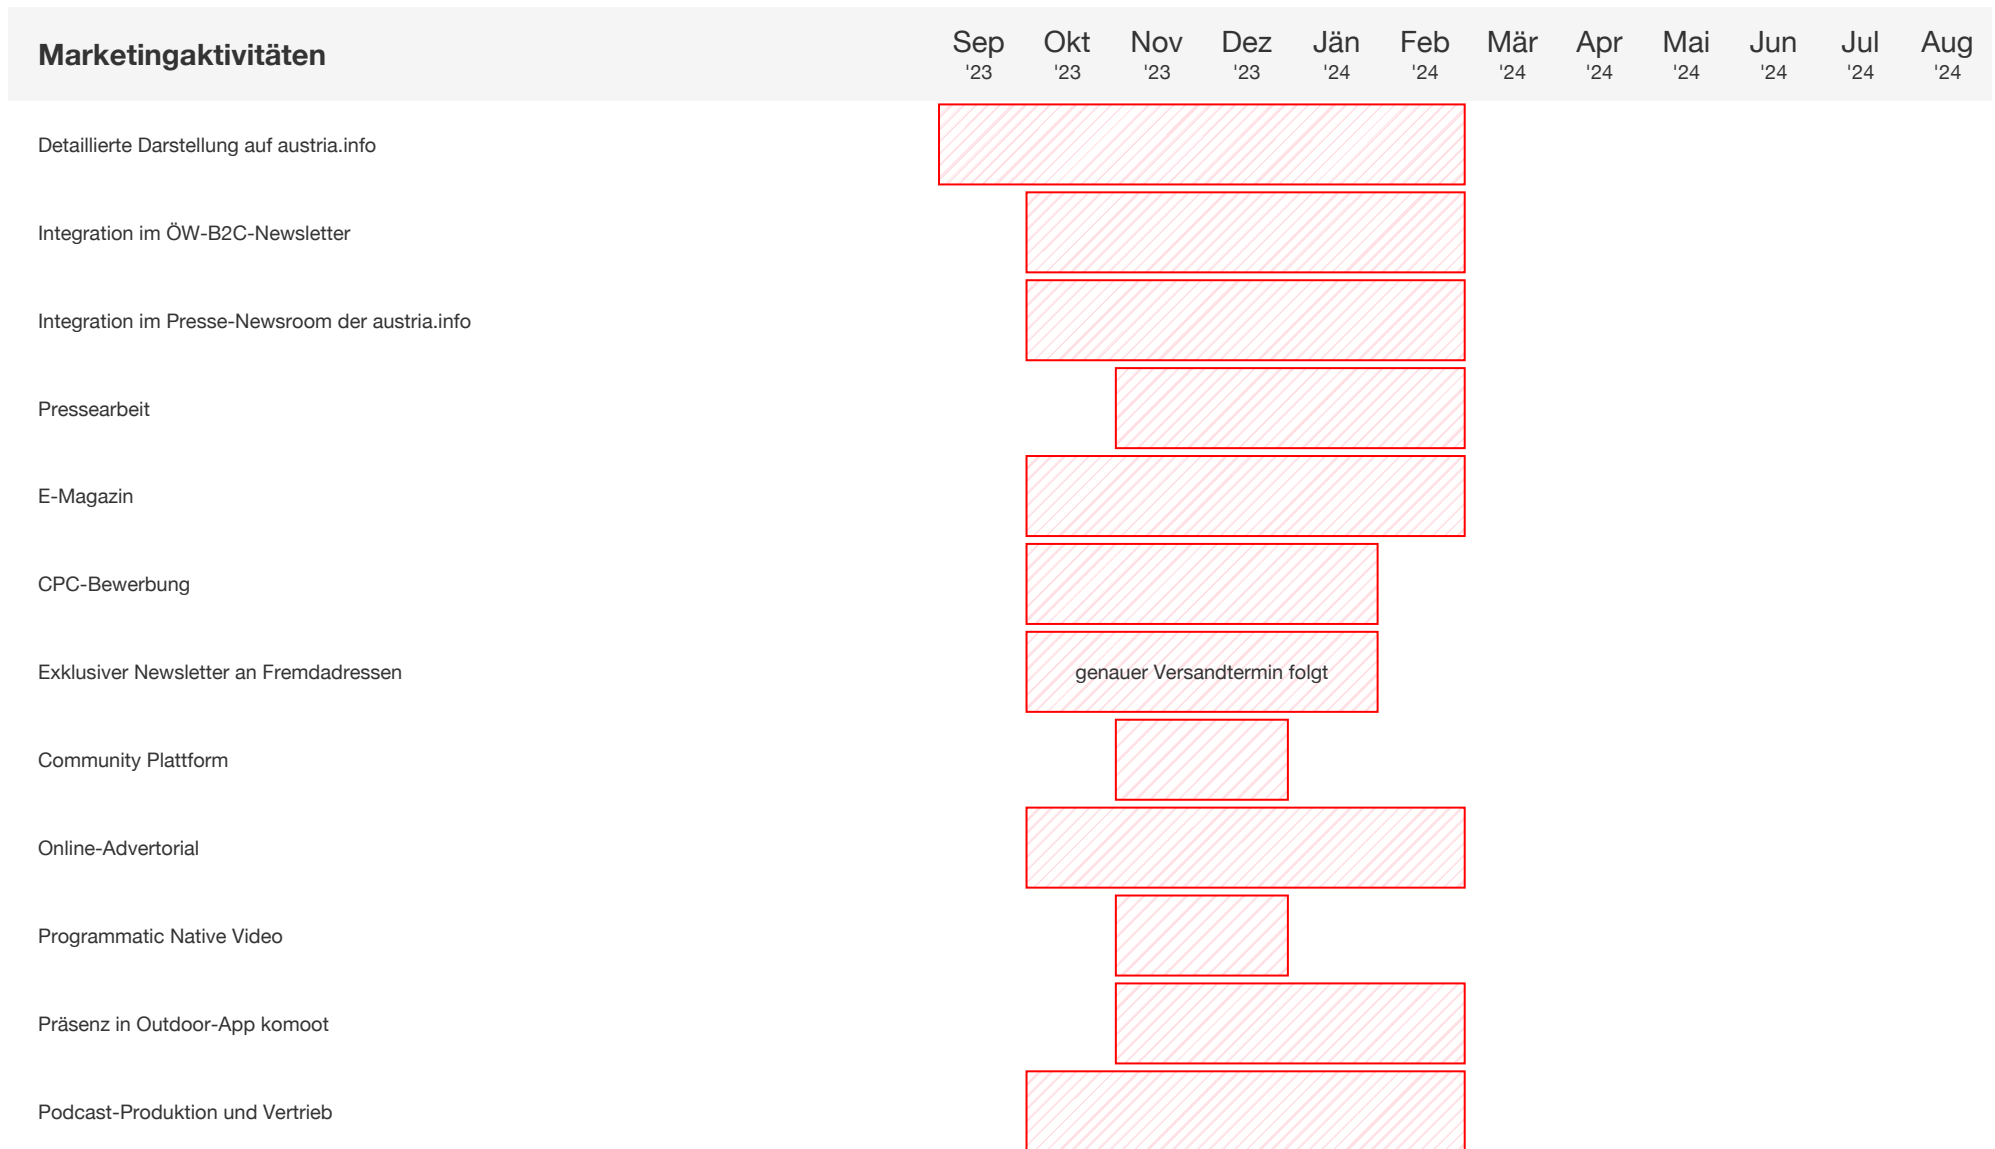 Marketingaktivitäten
Sep Okt Nov Dez Jän Feb Mär Apr Mai Jun Jul Aug
'23 '23 '23 '23 '24 '24 '24 '24 '24 '24 '24 '24
Detaillierte Darstellung auf austria.info
Integration im ÖW-B2C-Newsletter
Integration im Presse-Newsroom der austria.info
Pressearbeit
E-Magazin
CPC-Bewerbung
Exklusiver Newsletter an Fremdadressen genauer Versandtermin folgt
Community Plattform
Online-Advertorial
Programmatic Native Video
Präsenz in Outdoor-App komoot
Podcast-Produktion und Vertrieb